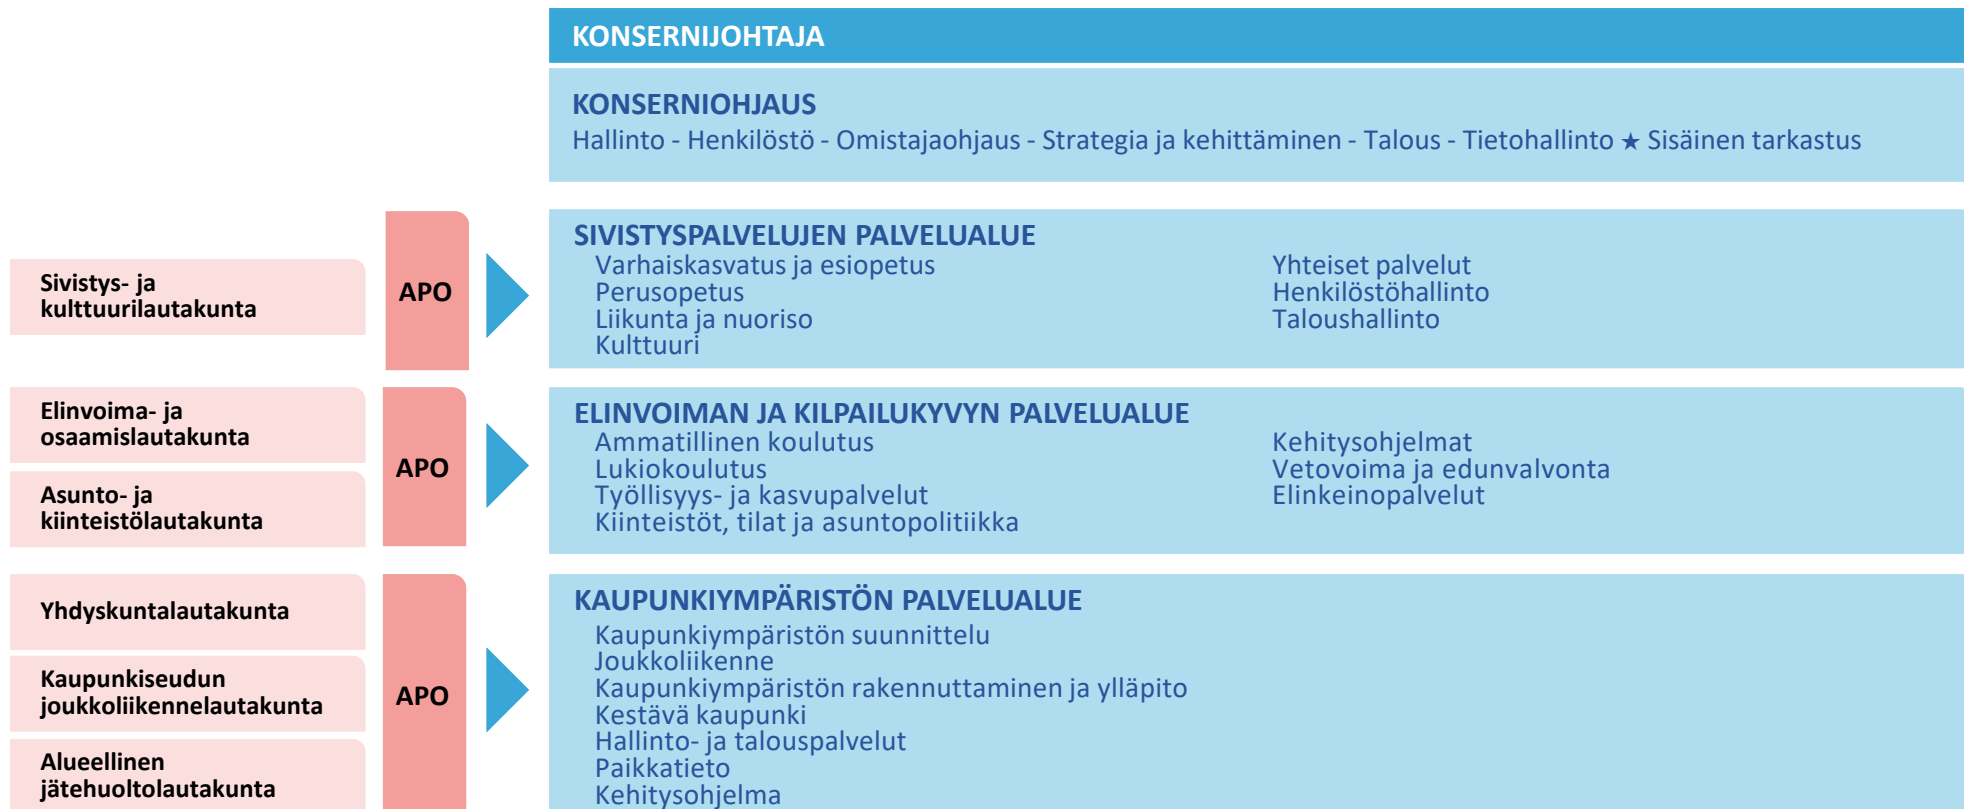 KONSERNIJOHTAJA
KONSERNIOHJAUS
Hallinto - Henkilöstö - Omistajaohjaus - Strategia ja kehittäminen - Talous - Tietohallinto ★ Sisäinen tarkastus
Sivistys- ja
kulttuurilautakunta
APO
SIVISTYSPALVELUJEN PALVELUALUE
Varhaiskasvatus ja esiopetus
Perusopetus
Liikunta ja nuoriso
Kulttuuri
Yhteiset palvelut
Henkilöstöhallinto
Taloushallinto
Elinvoima- ja
osaamislautakunta
Asunto- ja
kiinteistölautakunta
APO
ELINVOIMAN JA KILPAILUKYVYN PALVELUALUE
Ammatillinen koulutus
Lukiokoulutus
Työllisyys- ja kasvupalvelut
Kiinteistöt, tilat ja asuntopolitiikka
Kehitysohjelmat
Vetovoima ja edunvalvonta
Elinkeinopalvelut
Yhdyskuntalautakunta
Kaupunkiseudun
joukkoliikennelautakunta
Alueellinen
jätehuoltolautakunta
APO
KAUPUNKIYMPÄRISTÖN PALVELUALUE
Kaupunkiympäristön suunnittelu
Joukkoliikenne
Kaupunkiympäristön rakennuttaminen ja ylläpito
Kestävä kaupunki
Hallinto- ja talouspalvelut
Paikkatieto
Kehitysohjelma